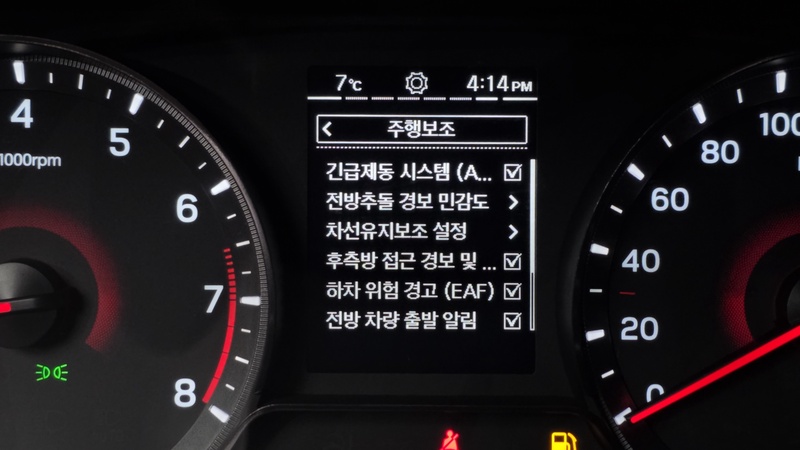 7℃ 4:14 PM
주행보조
긴급제동 시스템 (A...
전방추돌 경보 민감도
차선유지보조 설정
후측방 접근 경보 및 ...
하차 위험 경고 (EAF)
전방 차량 출발 알림
4
5
6
7
8
1000rpm
0
20
40
60
80
100